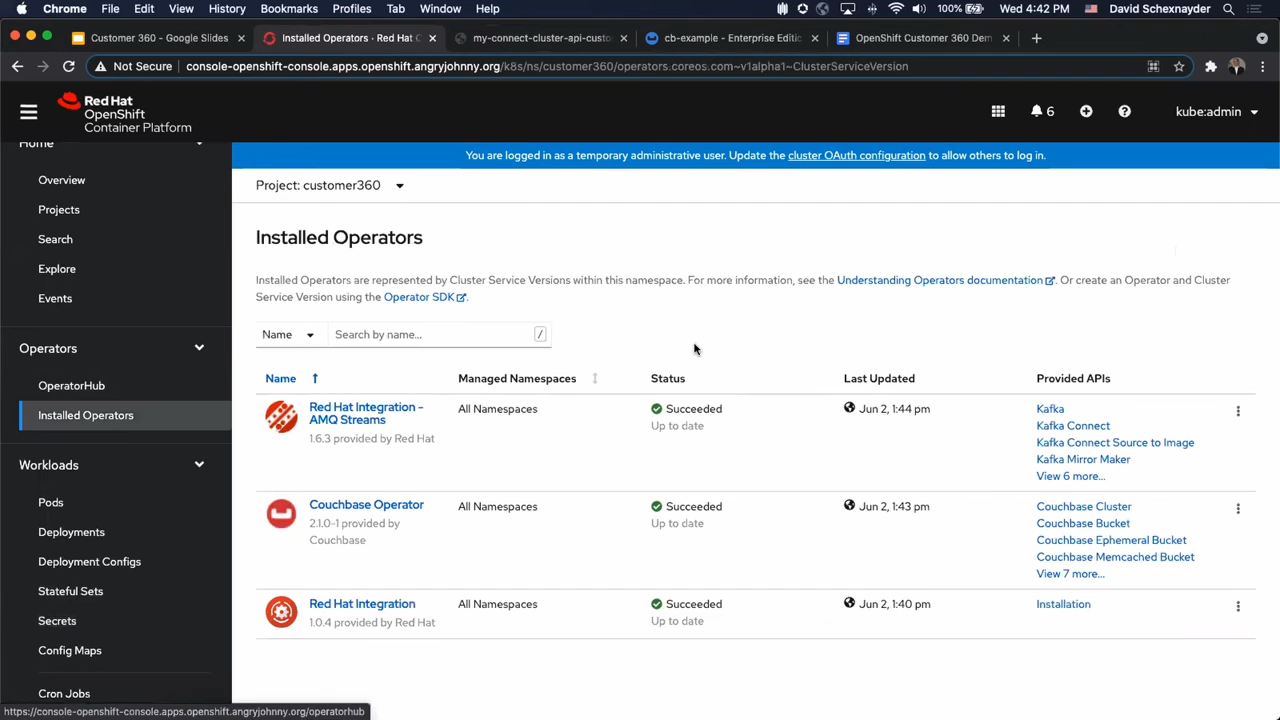 Chrome File Edit View History Bookmarks Profiles Tab Window Help 100% Wed 4:42 PM David Schexnayder
Customer 360 - Google Slides
Installed Operators · Red Hat O
my-connect-cluster-api-custo
cb-example - Enterprise Editic
OpenShift Customer 360 Dem
Not Secure console-openshift-console.apps.openshift.angryjohnny.org/k8s/ns/customer360/operators.coreos.com~v1alpha1~ClusterServiceVersion
Red Hat
OpenShift
Container Platform
6
kube:admin
You are logged in as a temporary administrative user. Update the cluster OAuth configuration to allow others to log in.
Home
Overview
Projects
Search
Explore
Events
Operators
OperatorHub
Installed Operators
Workloads
Pods
Deployments
Deployment Configs
Stateful Sets
Secrets
Config Maps
Cron Jobs
Project: customer360
Installed Operators
Installed Operators are represented by Cluster Service Versions within this namespace. For more information, see the Understanding Operators documentation. Or create an Operator and Cluster
Service Version using the Operator SDK.
Name Search by name... /
Name Managed Namespaces Status Last Updated Provided APIs
Red Hat Integration -
AMQ Streams
1.6.3 provided by Red Hat
All Namespaces
Succeeded
Up to date
Jun 2, 1:44 pm
Kafka
Kafka Connect
Kafka Connect Source to Image
Kafka Mirror Maker
View 6 more...
Couchbase Operator
2.1.0-1 provided by
Couchbase
All Namespaces
Succeeded
Up to date
Jun 2, 1:43 pm
Couchbase Cluster
Couchbase Bucket
Couchbase Ephemeral Bucket
Couchbase Memcached Bucket
View 7 more...
Red Hat Integration
1.0.4 provided by Red Hat
All Namespaces
Succeeded
Up to date
Jun 2, 1:40 pm
Installation
https://console-openshift-console.apps.openshift.angryjohnny.org/operatorhub